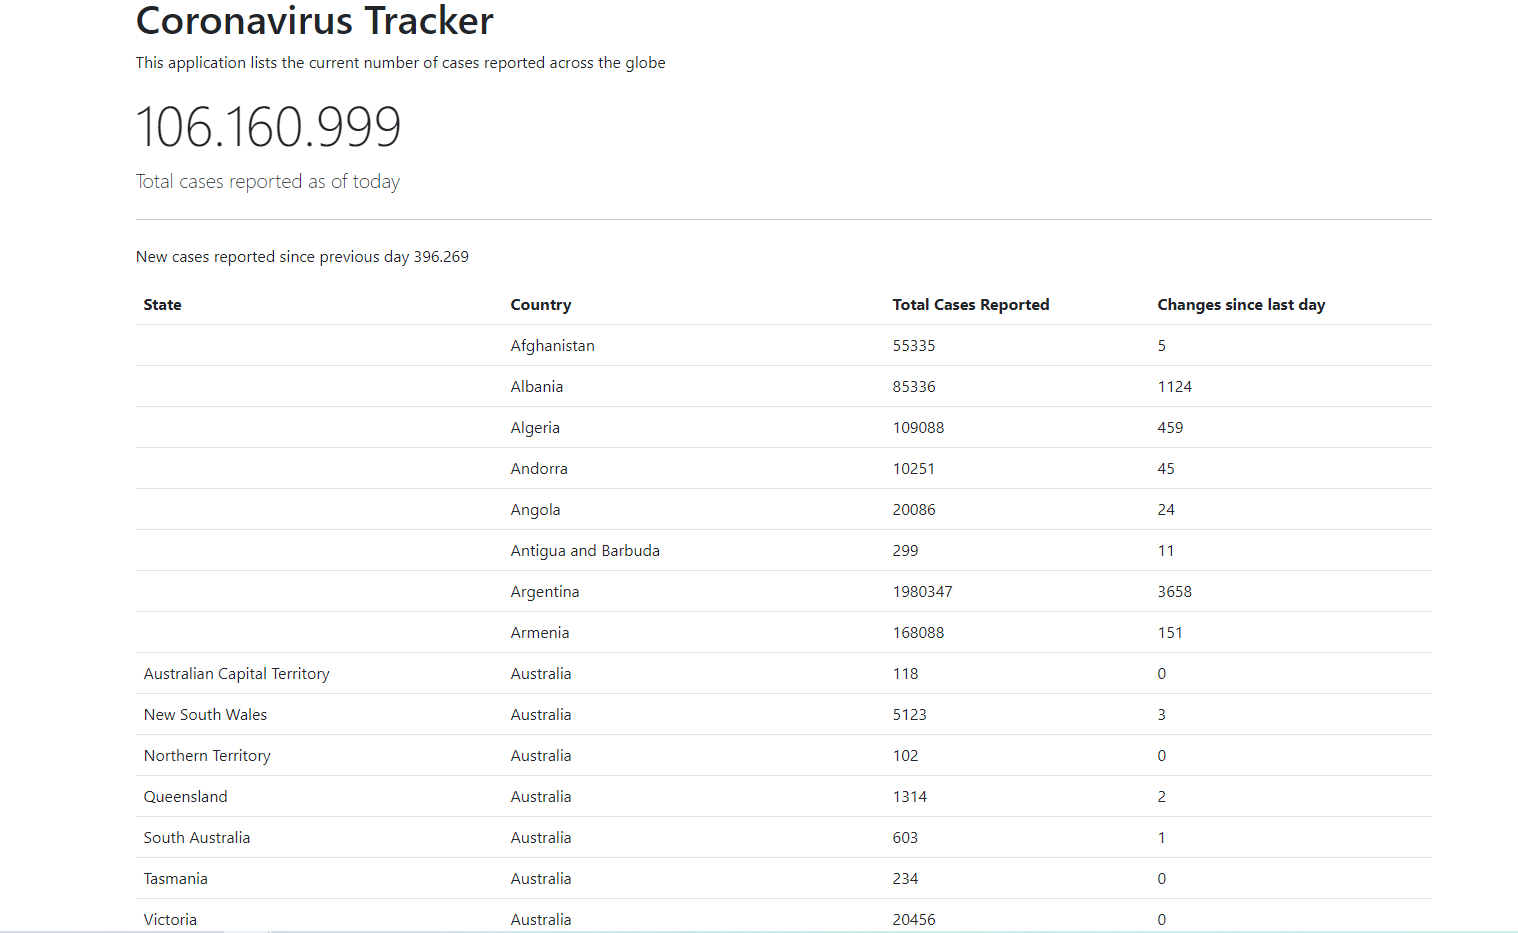 Coronavirus Tracker
This application lists the current number of cases reported across the globe
106.160.999
Total cases reported as of today
New cases reported since previous day 396.269
State Country Total Cases Reported Changes since last day
Afghanistan 55335 5
Albania 85336 1124
Algeria 109088 459
Andorra 10251 45
Angola 20086 24
Antigua and Barbuda 299 11
Argentina 1980347 3658
Armenia 168088 151
Australian Capital Territory Australia 118 0
New South Wales Australia 5123 3
Northern Territory Australia 102 0
Queensland Australia 1314 2
South Australia Australia 603 1
Tasmania Australia 234 0
Victoria Australia 20456 0